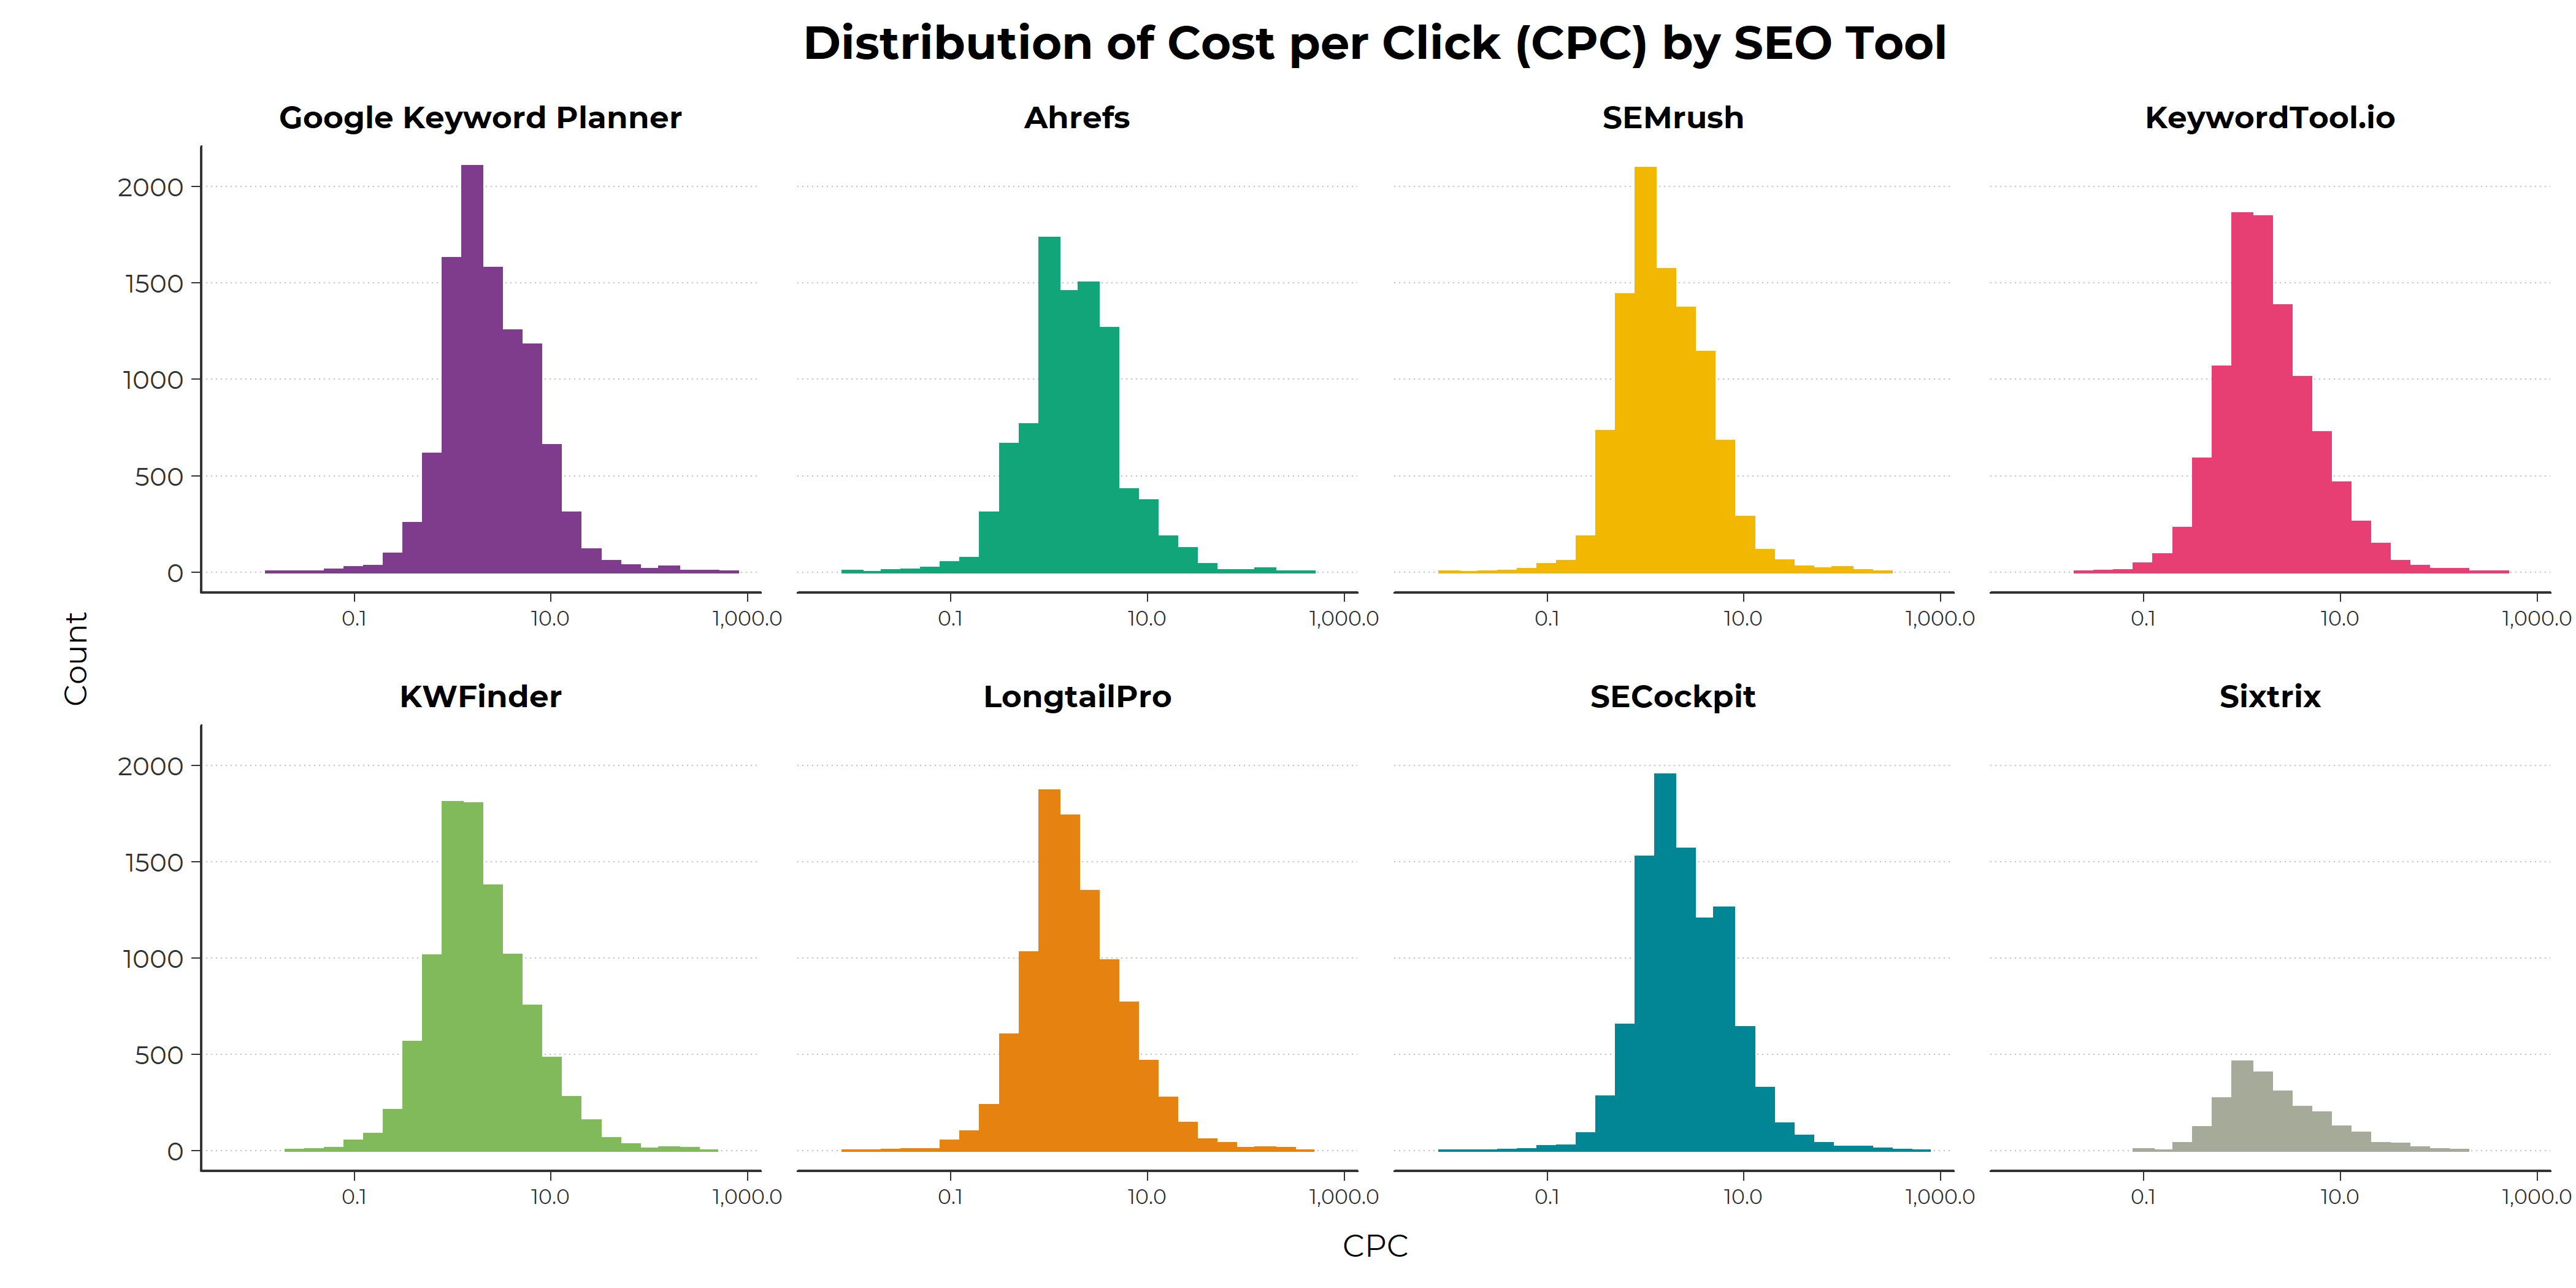 Distribution of Cost per Click (CPC) by SEO Tool
Google Keyword Planner
Ahrefs
SEMrush
KeywordTool.io
2000
1500
1000
500
0
0.1 10.0 1,000.0
0.1 10.0 1,000.0
0.1 10.0 1,000.0
0.1 10.0 1,000.0
Count
KWFinder
LongtailPro
SECockpit
Sixtrix
2000
1500
1000
500
0
0.1 10.0 1,000.0
0.1 10.0 1,000.0
0.1 10.0 1,000.0
0.1 10.0 1,000.0
CPC